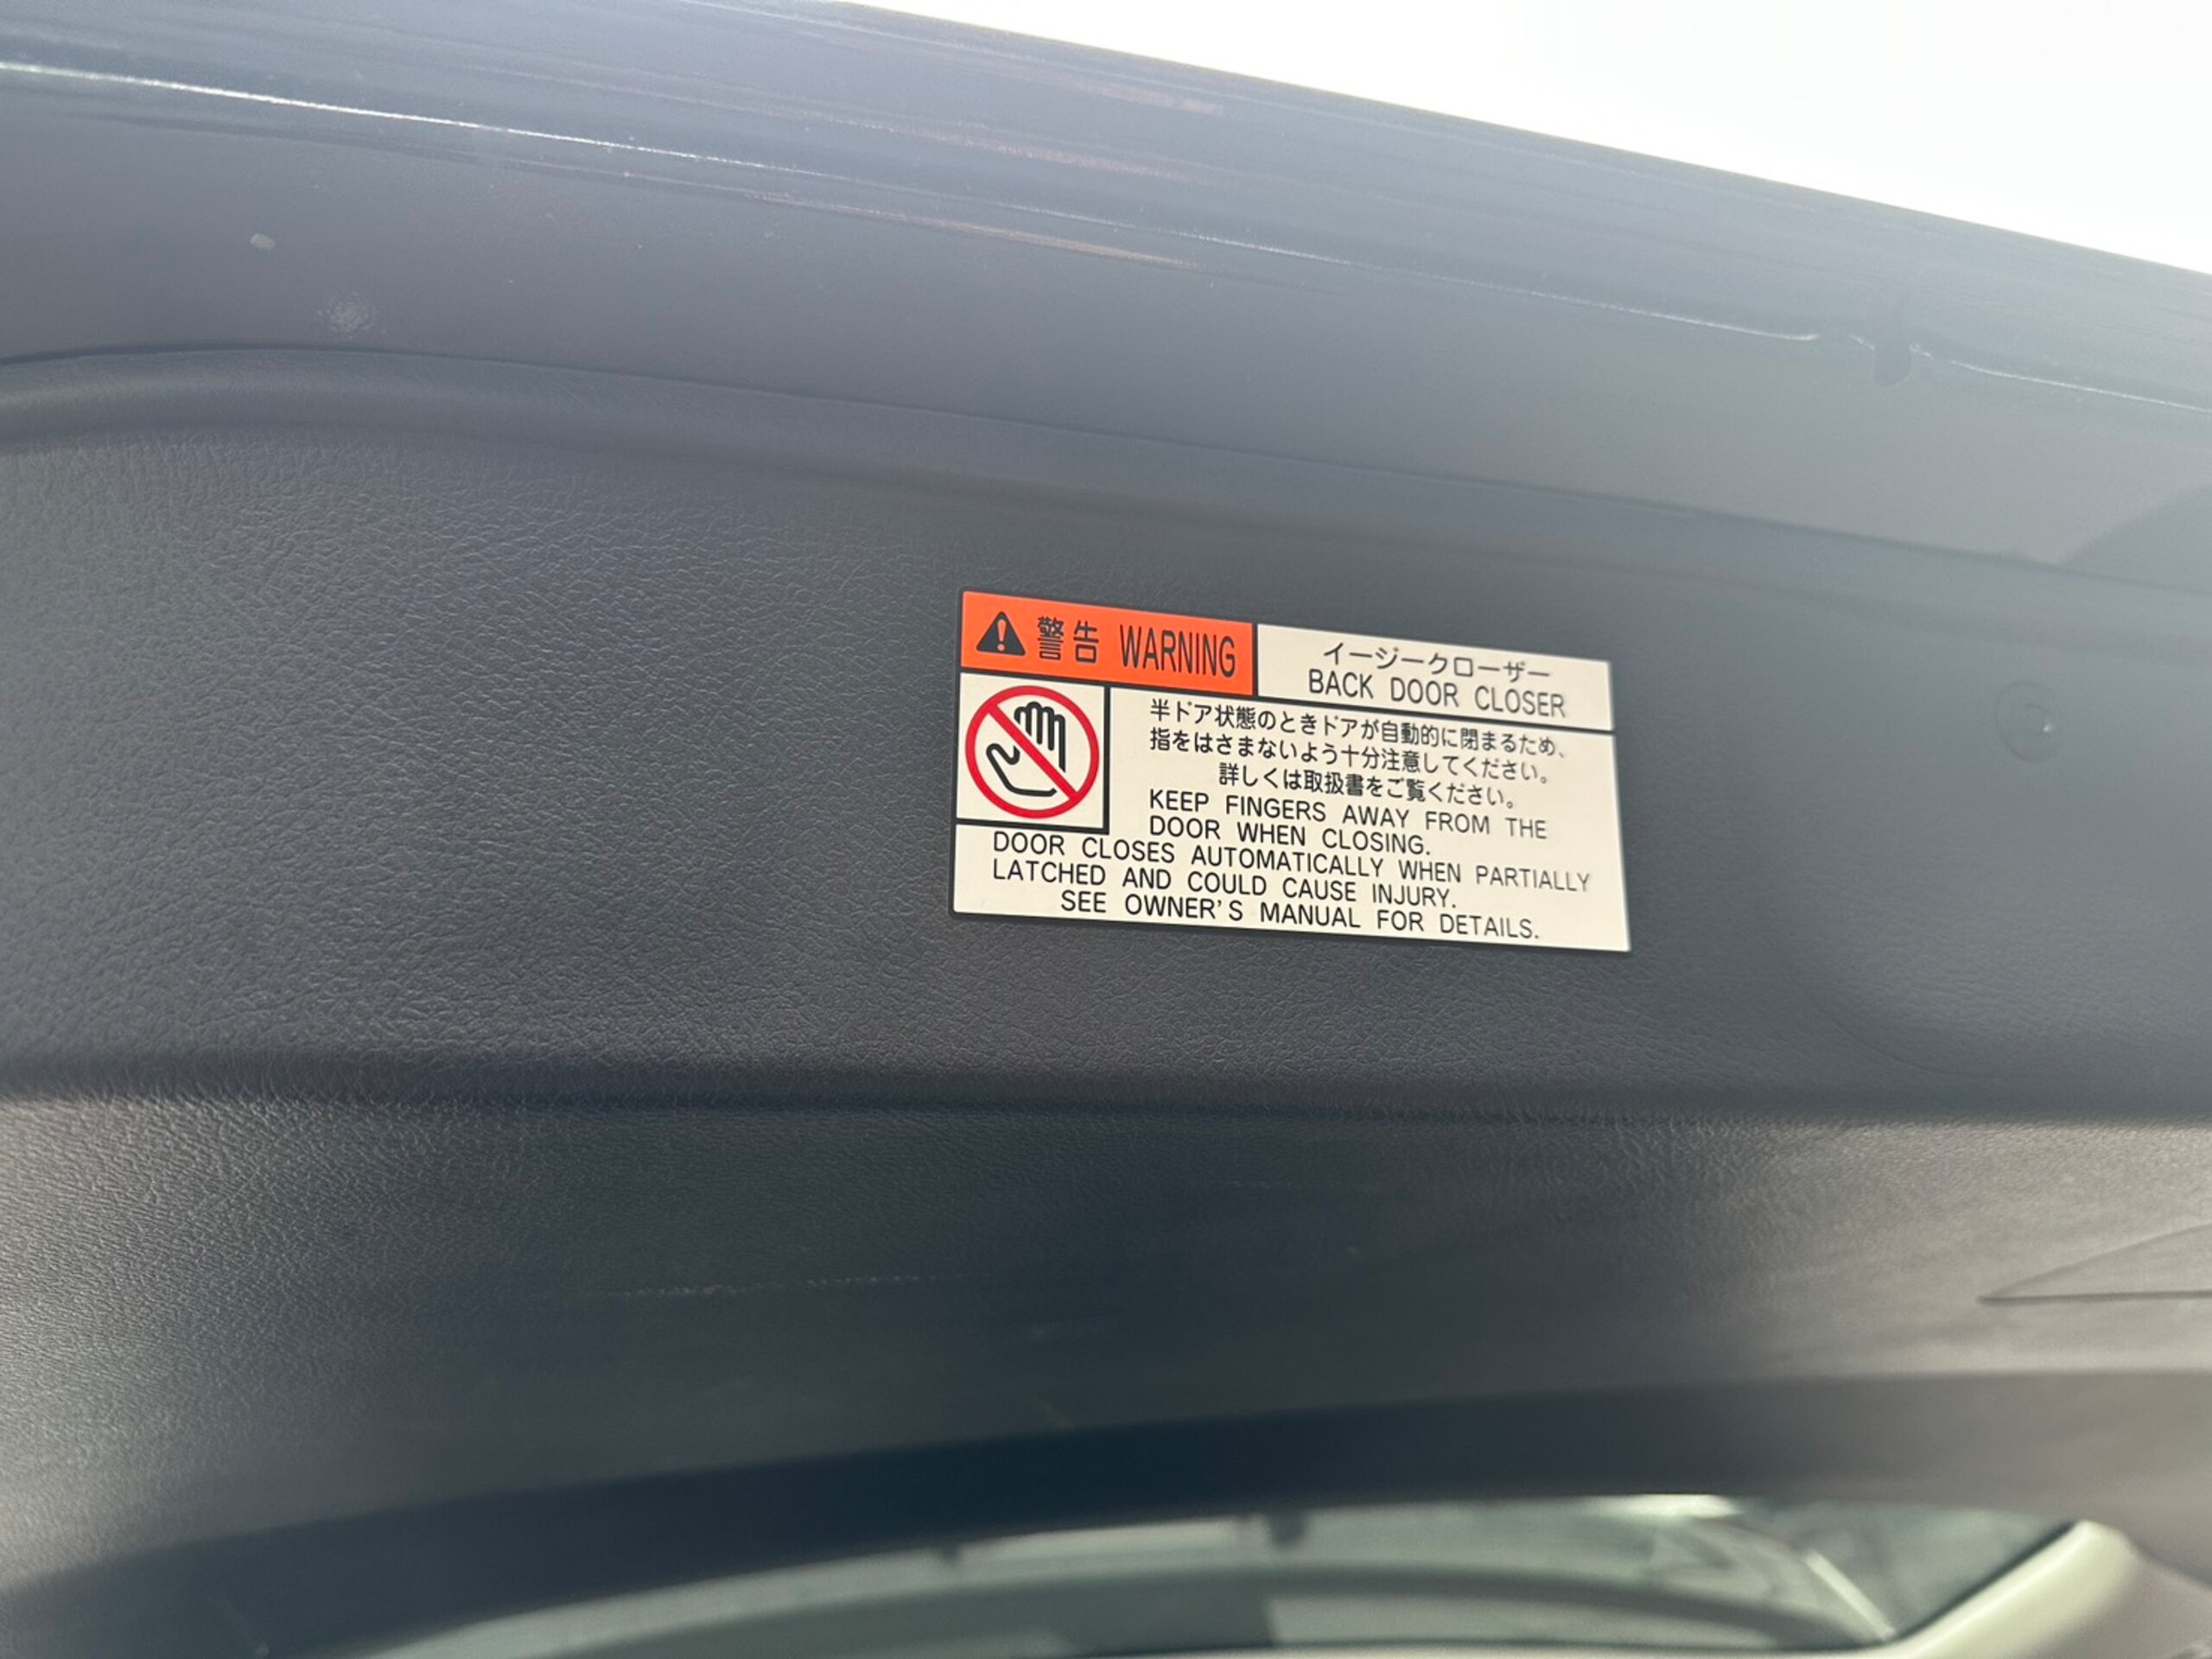 警告 WARNING
イージークローザー
BACK DOOR CLOSER
半ドア状態のときドアが自動的に閉まるため、
指をはさまないよう十分注意してください。
詳しくは取扱書をご覧ください。
KEEP FINGERS AWAY FROM THE
DOOR WHEN CLOSING.
DOOR CLOSES AUTOMATICALLY WHEN PARTIALLY
LATCHED AND COULD CAUSE INJURY.
SEE OWNER'S MANUAL FOR DETAILS.